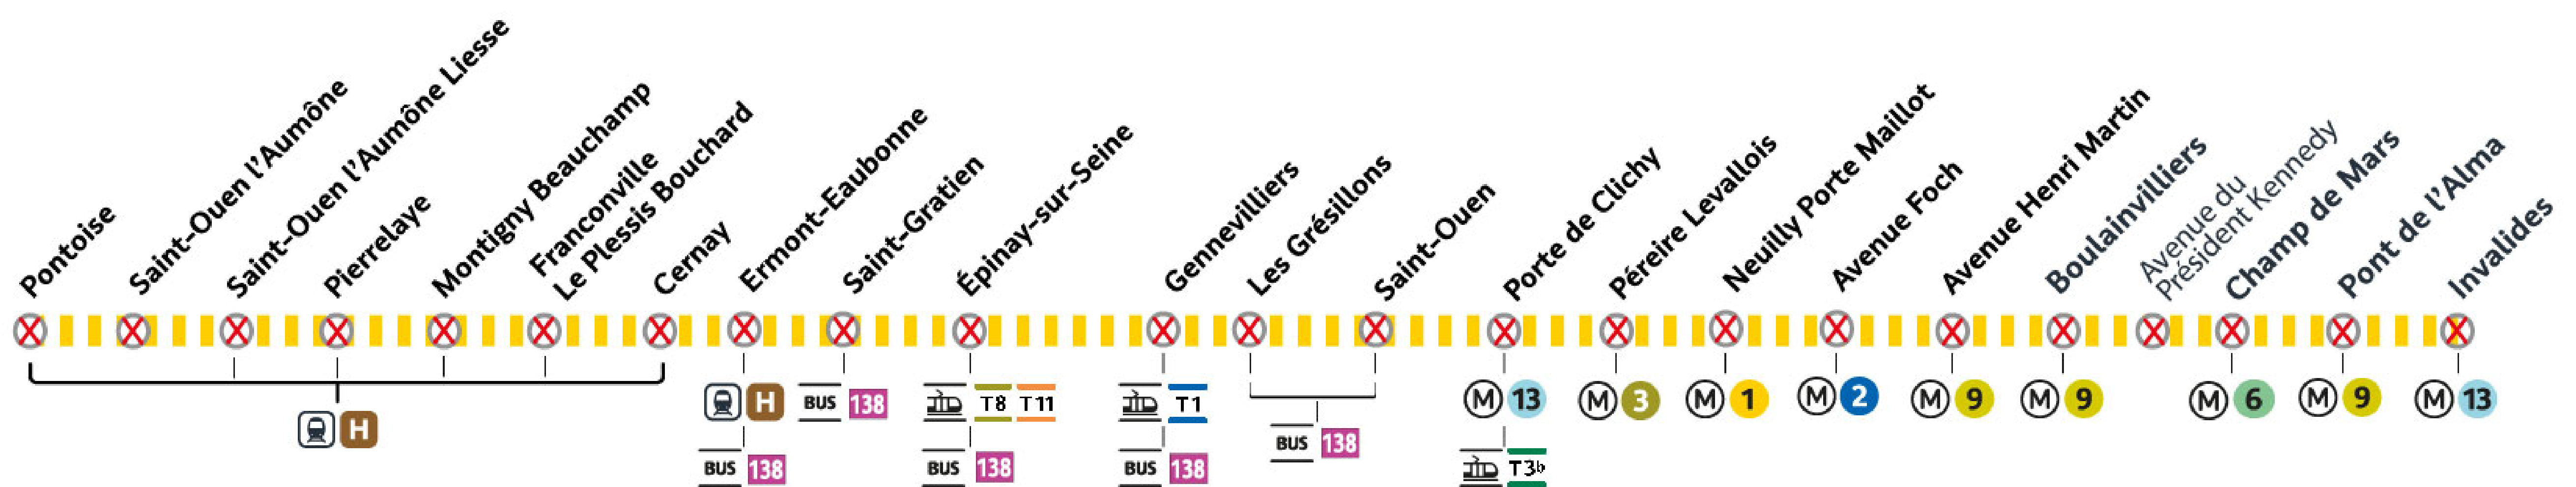 Pontoise
Saint-Ouen l'Aumône
Saint-Ouen l'Aumône Liesse
Pierrelaye
Montigny Beauchamp
Franconville
Le Plessis Bouchard
Cernay
Ermont-Eaubonne
Saint-Gratien
Épinay-sur-Seine
Gennevilliers
Les Grésillons
Saint-Ouen
Porte de Clichy
Péreire Levallois
Neuilly Porte Maillot
Avenue Foch
Avenue Henri Martin
Boulainvilliers
Avenue du
Président Kennedy
Champ de Mars
Pont de l'Alma
Invalides
H
H
BUS 138
BUS 138
T8 T11
BUS 138
T1
BUS 138
BUS 138
M 13
T3b
M 3
M 1
M 2
M 9
M 9
M 6
M 9
M 13